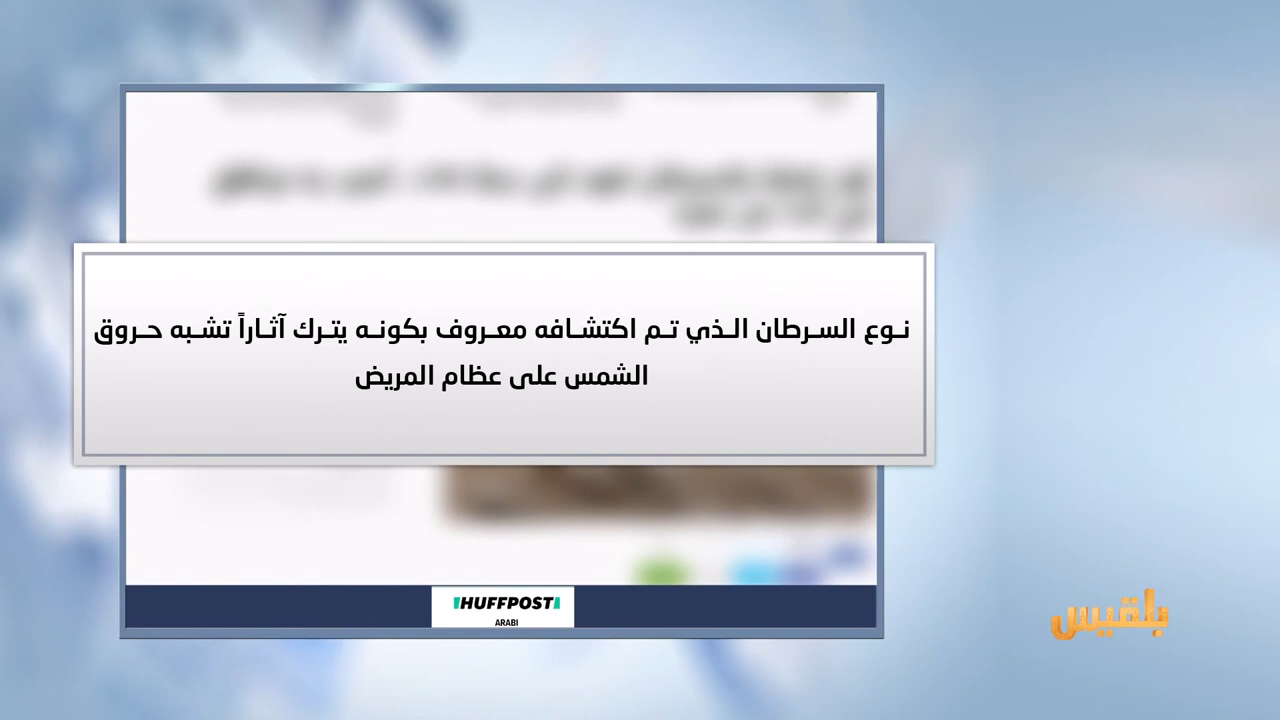 نوع السرطان الذي تم اكتشافه معروف بكونه يترك آثاراً تشبه حروق
الشمس على عظام المريض
HUFFPOST
ARABI
بلقيس